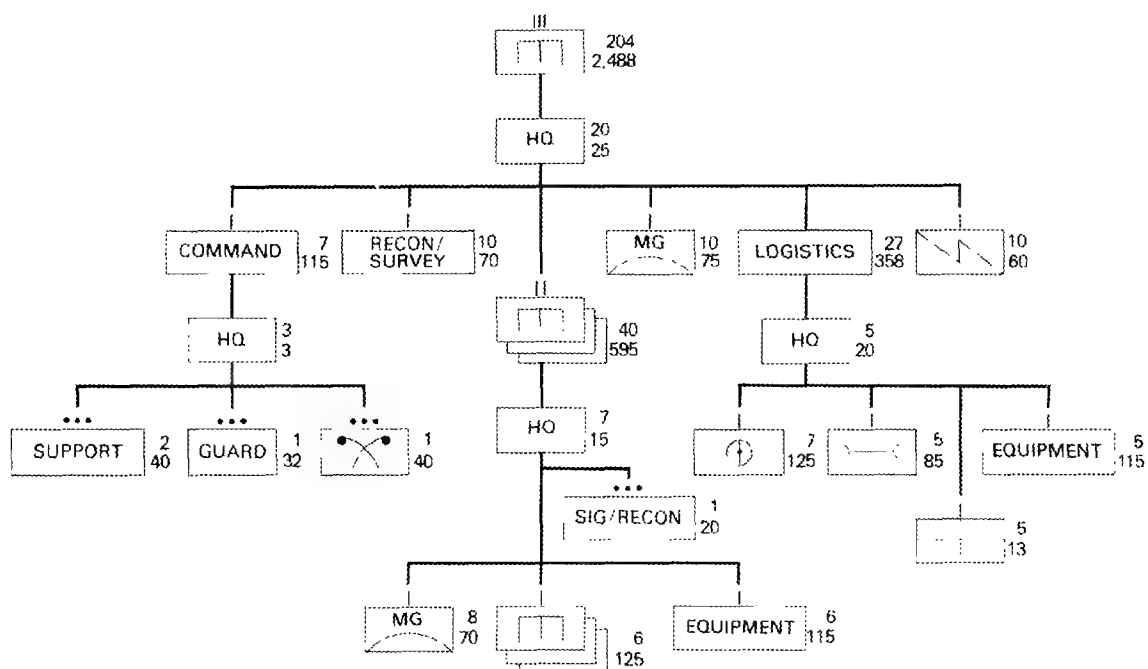 204
2,488
HQ
20
25
COMMAND
7
115
RECON/
SURVEY
10
70
MG
10
75
LOGISTICS
27
358
10
60
40
595
HQ
3
3
HQ
5
20
SUPPORT
2
40
GUARD
1
32
1
40
HQ
7
15
7
125
5
85
EQUIPMENT
5
115
SIG/RECON
1
20
5
13
MG
8
70
6
125
EQUIPMENT
6
115